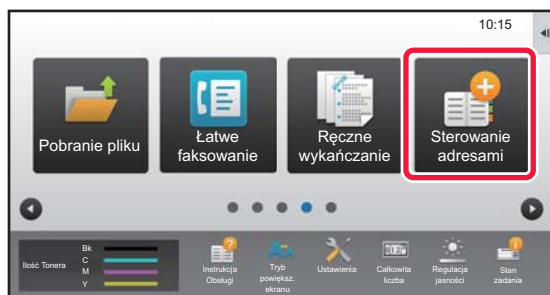 10:15
Pobranie pliku
Łatwe
faksowanie
Ręczne
wykańczanie
Sterowanie
adresami
Ilość Tonera
Bk
C
M
Y
Instrukcja
Obsługi
Tryb
powiększ.
ekranu
Ustawienia
Całkowita
liczba
Regulacja
jasności
Stan
zadania